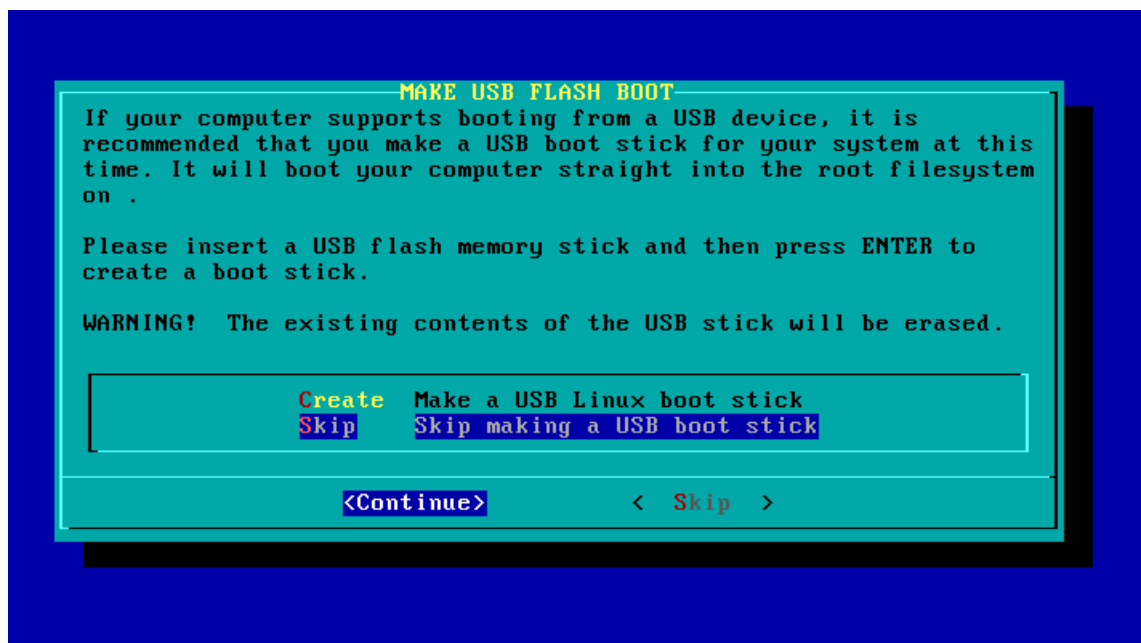 MAKE USB FLASH BOOT
If your computer supports booting from a USB device, it is
recommended that you make a USB boot stick for your system at this
time. It will boot your computer straight into the root filesystem
on .
Please insert a USB flash memory stick and then press ENTER to
create a boot stick.
WARNING!  The existing contents of the USB stick will be erased.
Create  Make a USB Linux boot stick
Skip    Skip making a USB boot stick
<Continue>          < Skip >